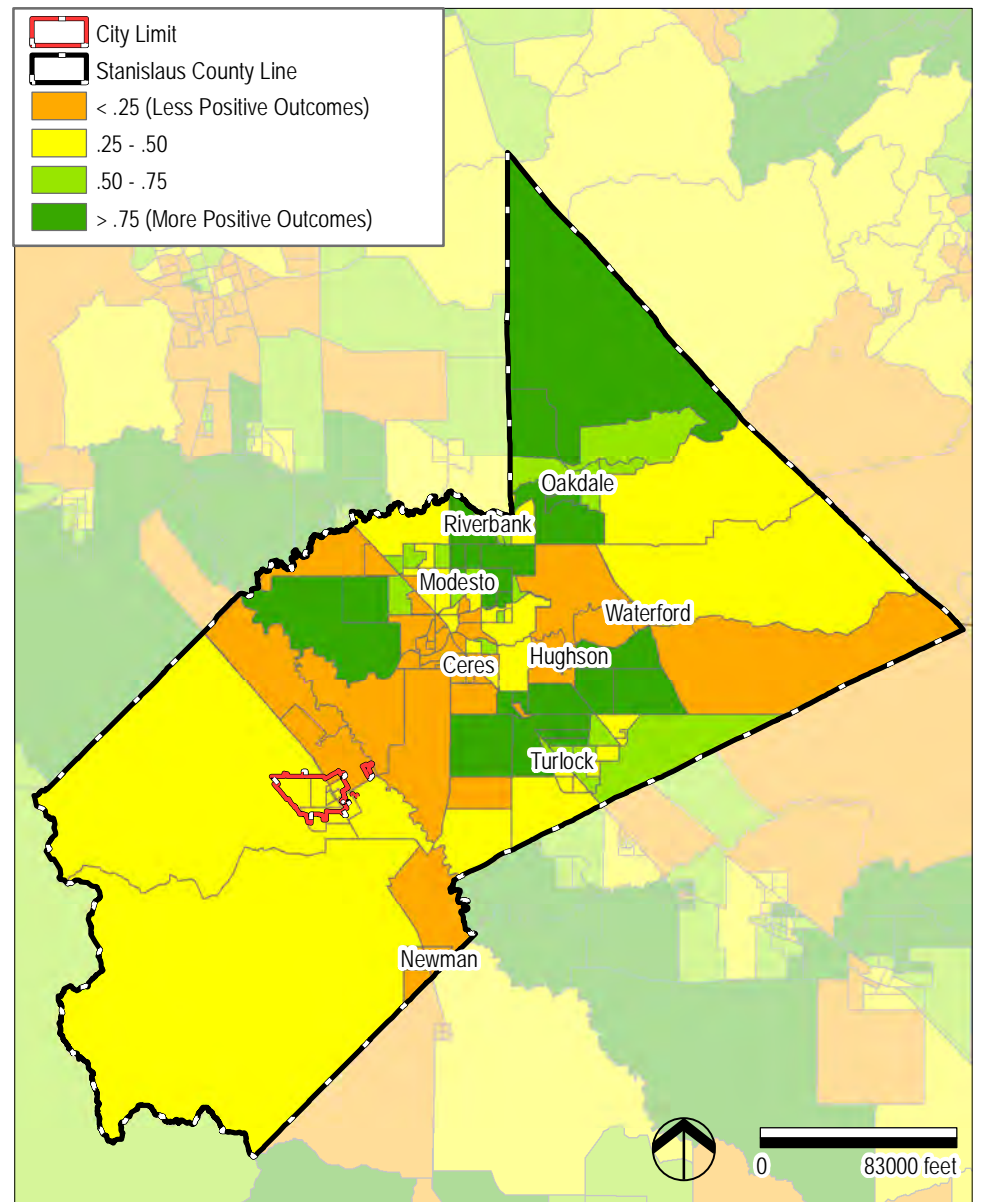 City Limit
Stanislaus County Line
< .25 (Less Positive Outcomes)
.25 - .50
.50 - .75
> .75 (More Positive Outcomes)
Oakdale
Riverbank
Modesto
Waterford
Ceres
Hughson
Turlock
Newman
0 83000 feet